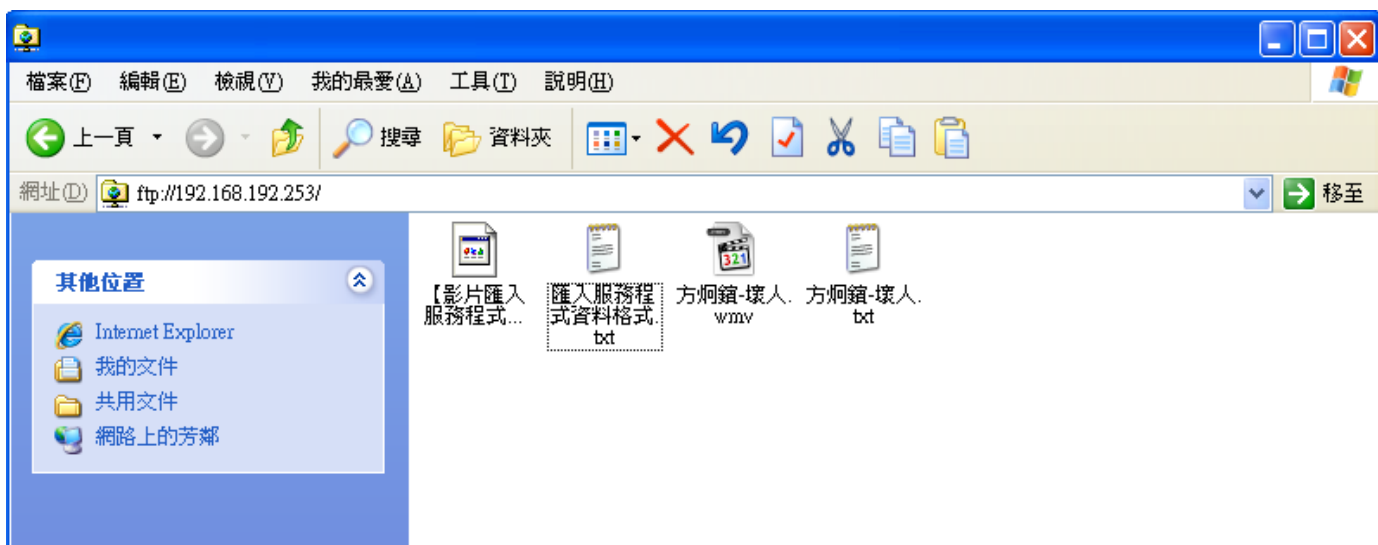 檔案(F) 編輯(E) 檢視(V) 我的最愛(A) 工具(T) 說明(H)
上一頁 搜尋 資料夾
網址(D) ftp://192.168.192.253/ 移至
其他位置
Internet Explorer
我的文件
共用文件
網路上的芳鄰
【影片匯入
服務程式...
匯入服務程
式資料格式.
txt
方炯鑌-壞人.
wmv
方炯鑌-壞人.
txt